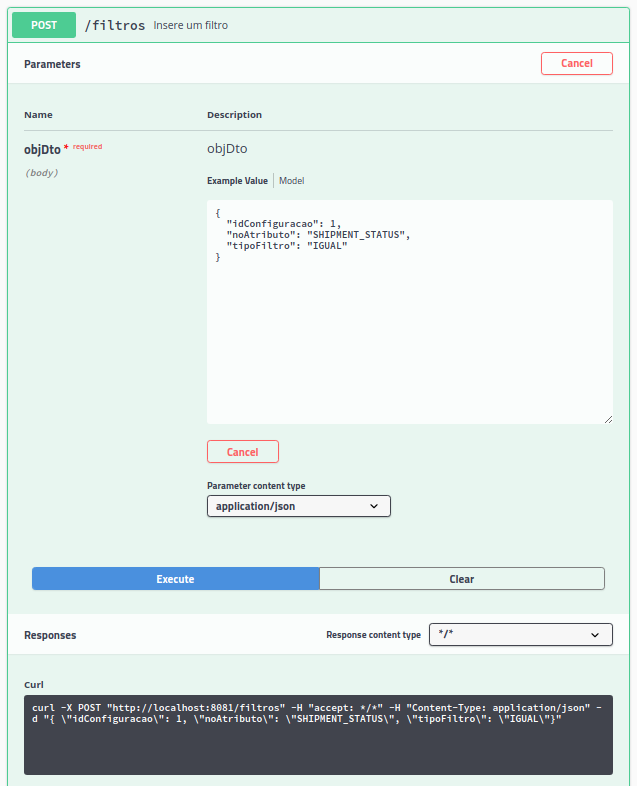 POST /filtros Insere um filtro
Parameters Cancel
Name Description
objDto * required objDto
(body)
Example Value Model
{
"idConfiguracao": 1,
"noAtributo": "SHIPMENT_STATUS",
"tipoFiltro": "IGUAL"
}
Cancel
Parameter content type
application/json
Execute Clear
Responses Response content type */*
Curl
curl -X POST "http://localhost:8081/filtros" -H "accept: */*" -H "Content-Type: application/json" -
d "{ \"idConfiguracao\": 1, \"noAtributo\": \"SHIPMENT_STATUS\", \"tipoFiltro\": \"IGUAL\"}"